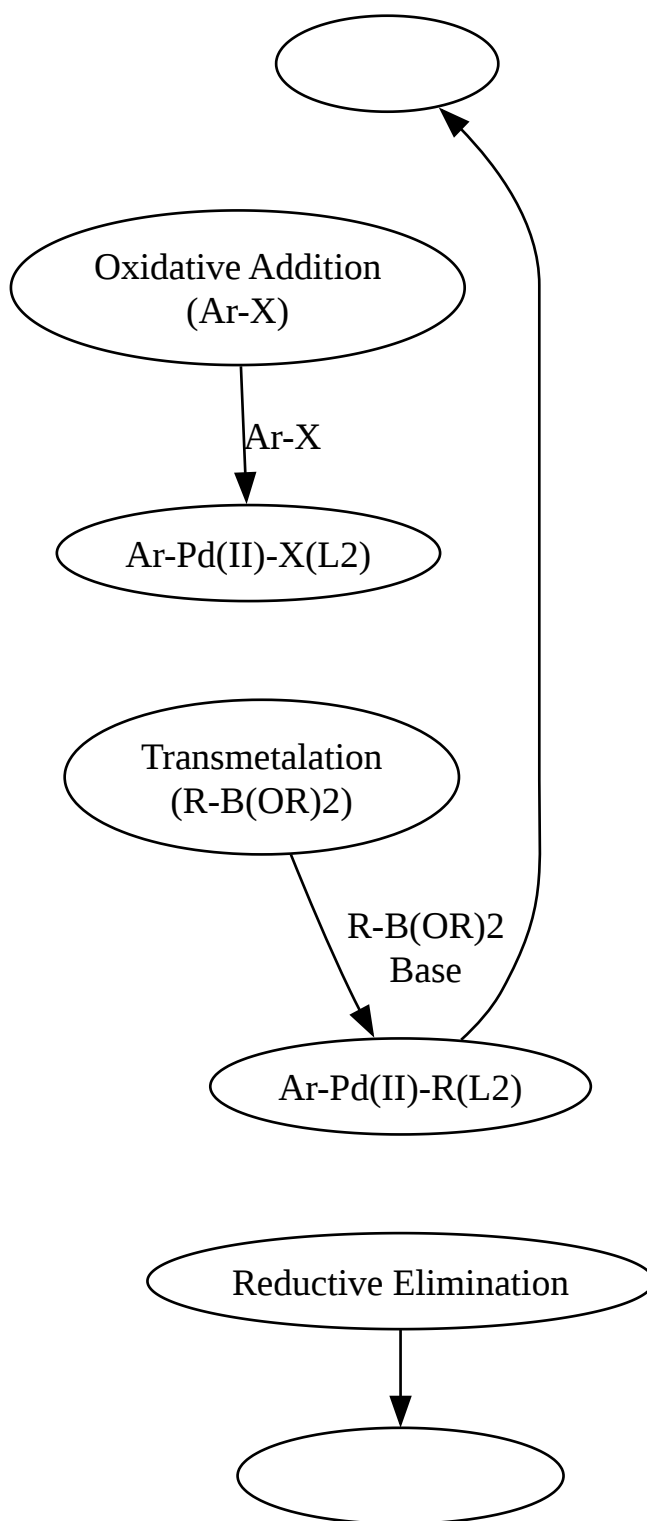 Oxidative Addition
(Ar-X)
Ar-X
Ar-Pd(II)-X(L2)
Transmetalation
(R-B(OR)2)
R-B(OR)2
Base
Ar-Pd(II)-R(L2)
Reductive Elimination